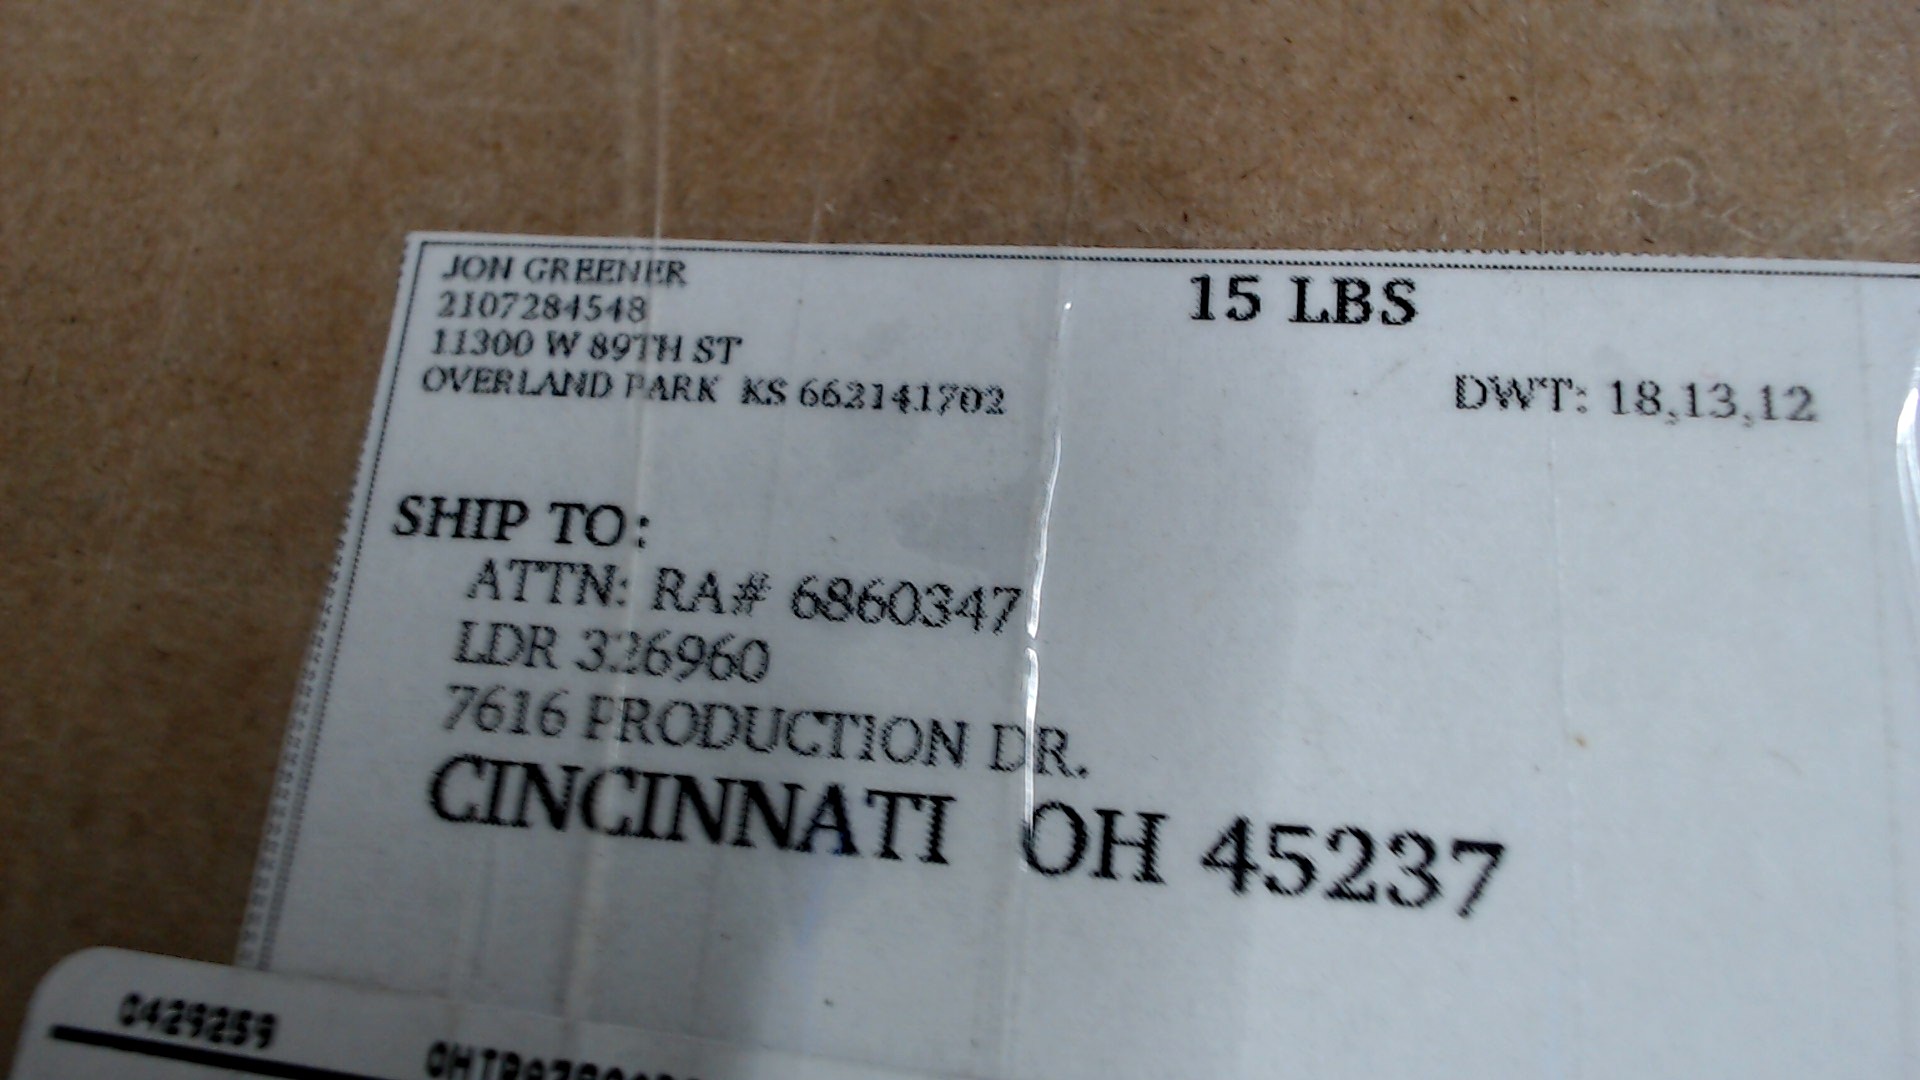 JON GREENER
2107284548
11300 W 89TH ST
OVERLAND PARK KS 662141702
15 LBS
DWT: 18,13,12
SHIP TO:
ATTN: RA# 6860347
LDR 326960
7616 PRODUCTION DR.
CINCINNATI OH 45237
0429259